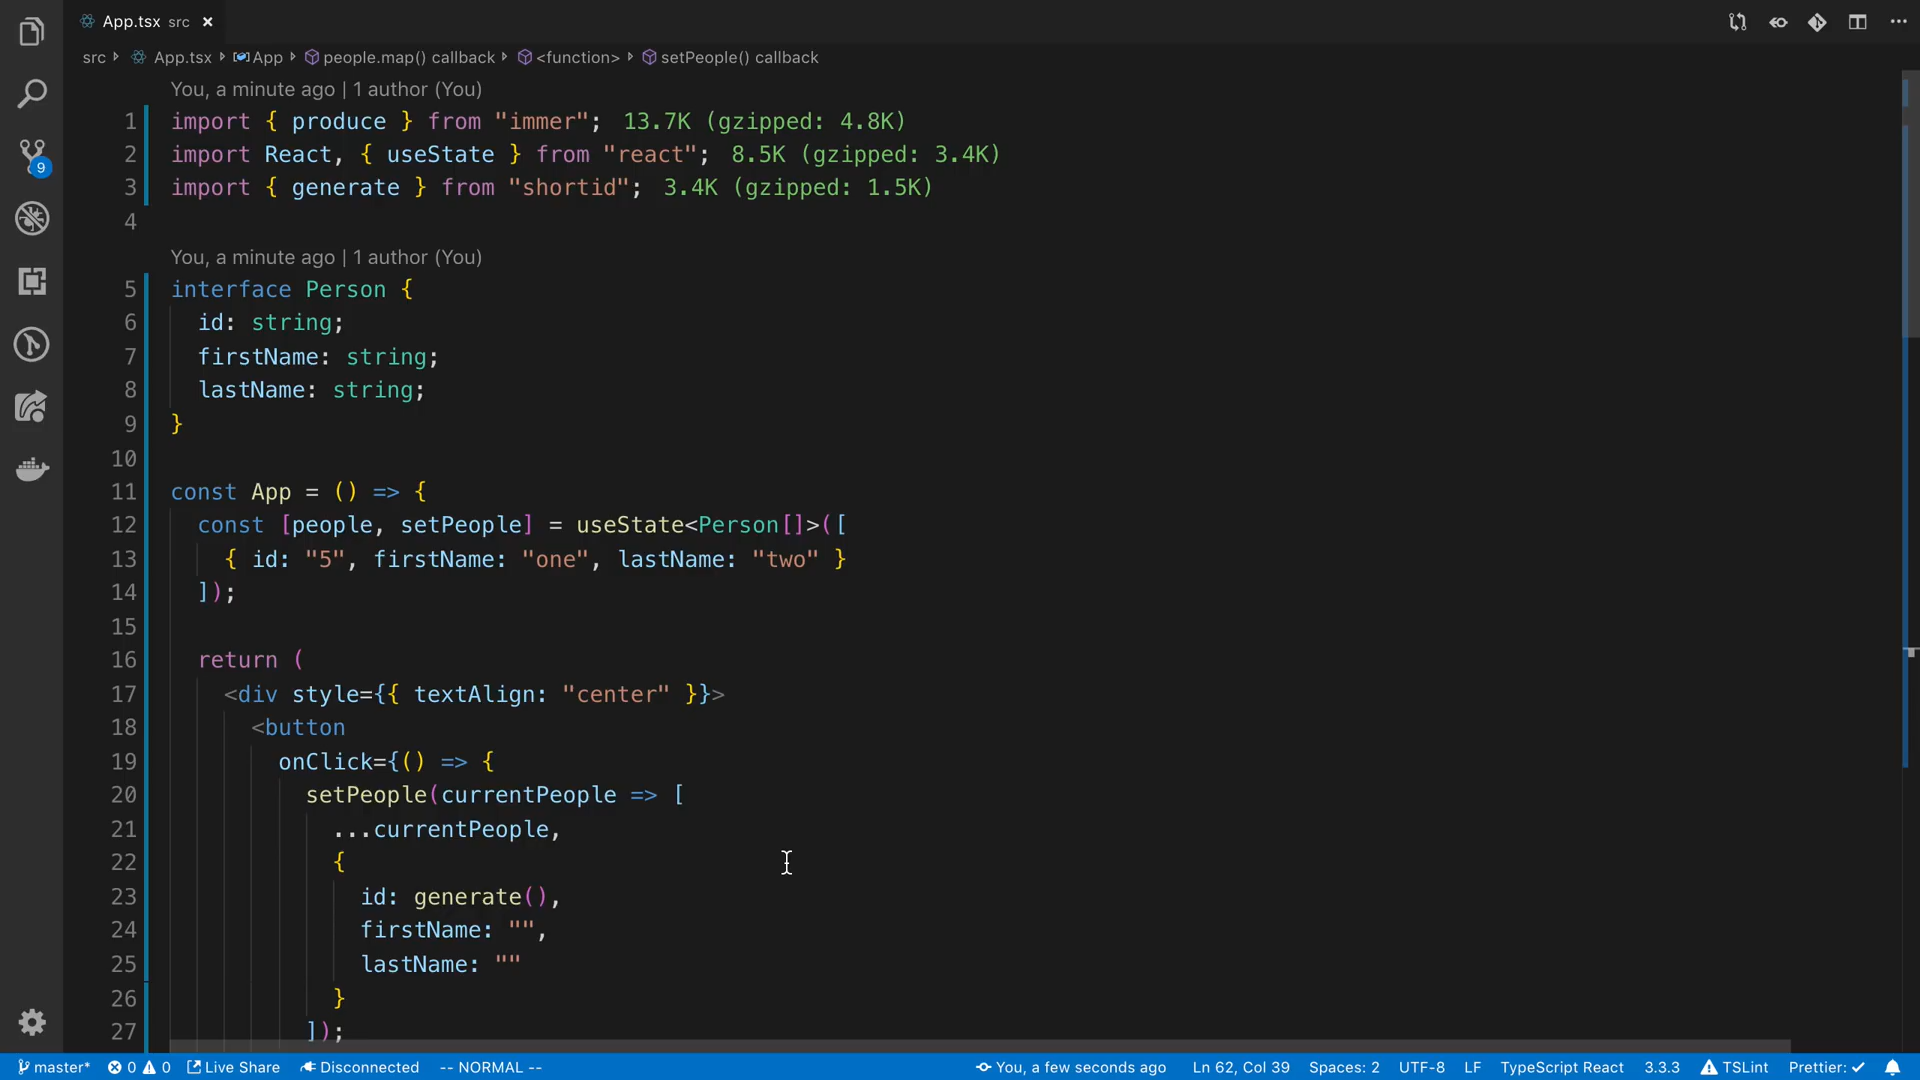 App.tsx src ×
src App.tsx App people.map() callback <function> setPeople() callback
You, a minute ago | 1 author (You)
1 import { produce } from "immer"; 13.7K (gzipped: 4.8K)
2 import React, { useState } from "react"; 8.5K (gzipped: 3.4K)
3 import { generate } from "shortid"; 3.4K (gzipped: 1.5K)
4
You, a minute ago | 1 author (You)
5 interface Person {
6 id: string;
7 firstName: string;
8 lastName: string;
9 }
10
11 const App = () => {
12 const [people, setPeople] = useState<Person[]>([
13 { id: "5", firstName: "one", lastName: "two" }
14 ]);
15
16 return (
17 <div style={{ textAlign: "center" }}>
18 <button
19 onClick={() => {
20 setPeople(currentPeople => [
21 ...currentPeople,
22 {
23 id: generate(),
24 firstName: "",
25 lastName: ""
26 }
27 ]);
9
master* 0 0 Live Share Disconnected -- NORMAL -- You, a few seconds ago Ln 62, Col 39 Spaces: 2 UTF-8 LF TypeScript React 3.3.3 TSLint Prettier: ✓